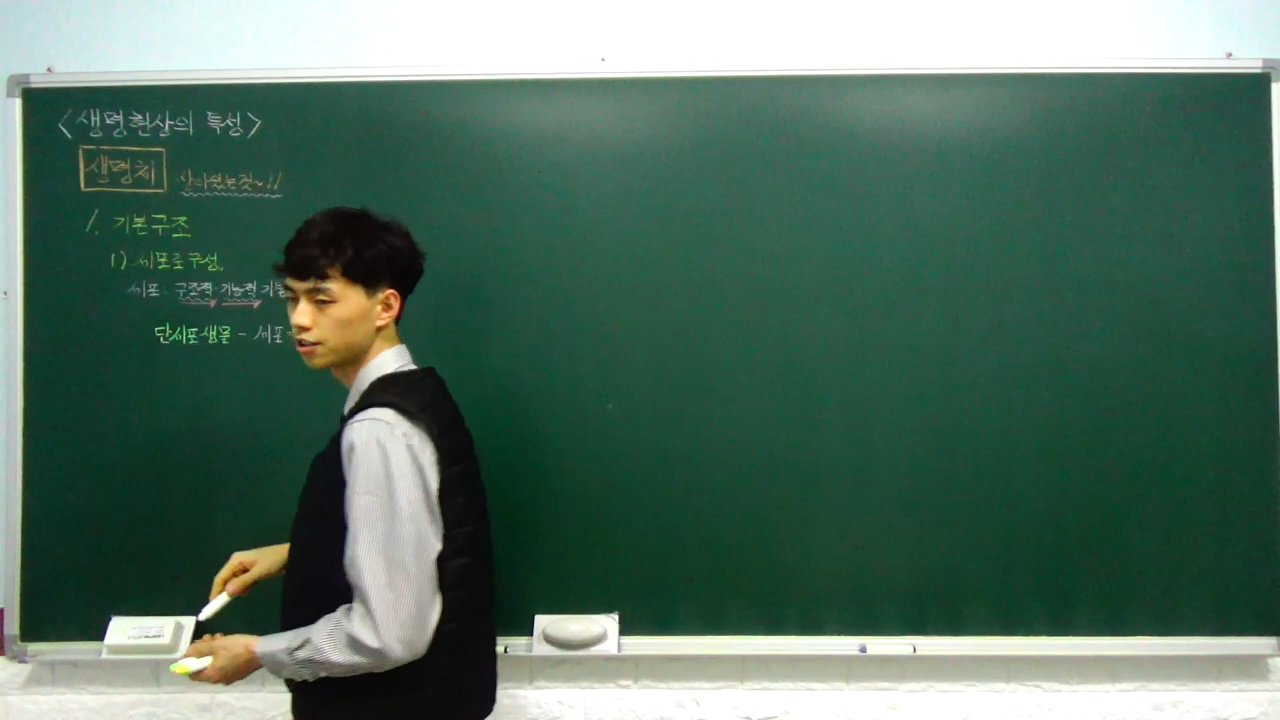 <생명현상의 특성>
생명체 살아있는것~!!
1. 기본구조
1) 세포로 구성.
세포 : 구조적·기능적 기본
단세포생물 - 세포